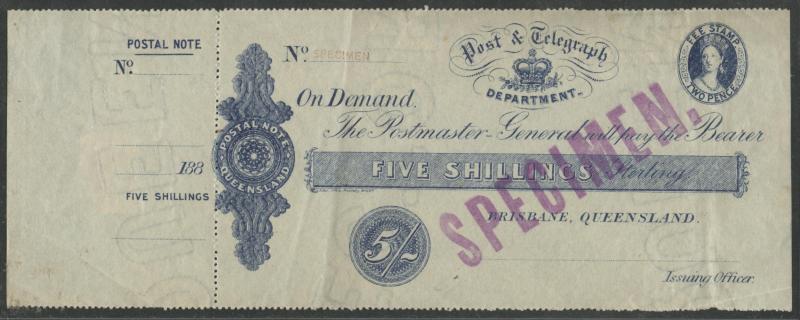 POSTAL NOTE
No.
188
FIVE SHILLINGS
POSTAL NOTE
QUEENSLAND
No. SPECIMEN
Post & Telegraph
DEPARTMENT
FEE STAMP
TWO PENCE
On Demand.
The Postmaster-General will pay the Bearer
FIVE SHILLINGS Sterling
SPECIMEN.
BRISBANE, QUEENSLAND.
5/-
Issuing Officer.